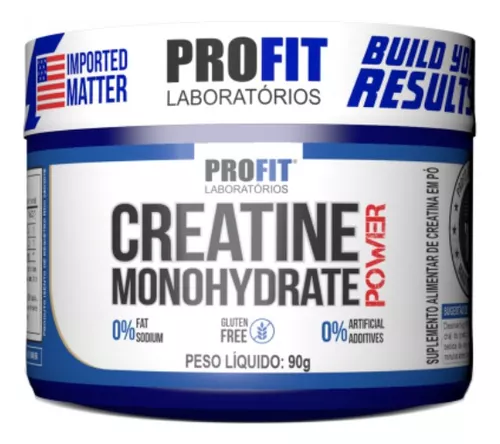 IMPORTED
MATTER
PROFIT
LABORATÓRIOS
BUILD YO
RESULTS
PROFIT®
LABORATÓRIOS
CREATINE
MONOHYDRATE
POWER
0% FAT
SODIUM
GLUTEN
FREE
0% ARTIFICIAL
ADDITIVES
PESO LÍQUIDO: 90g
SUPLEMENTO ALIMENTAR DE CREATINA EM PÓ